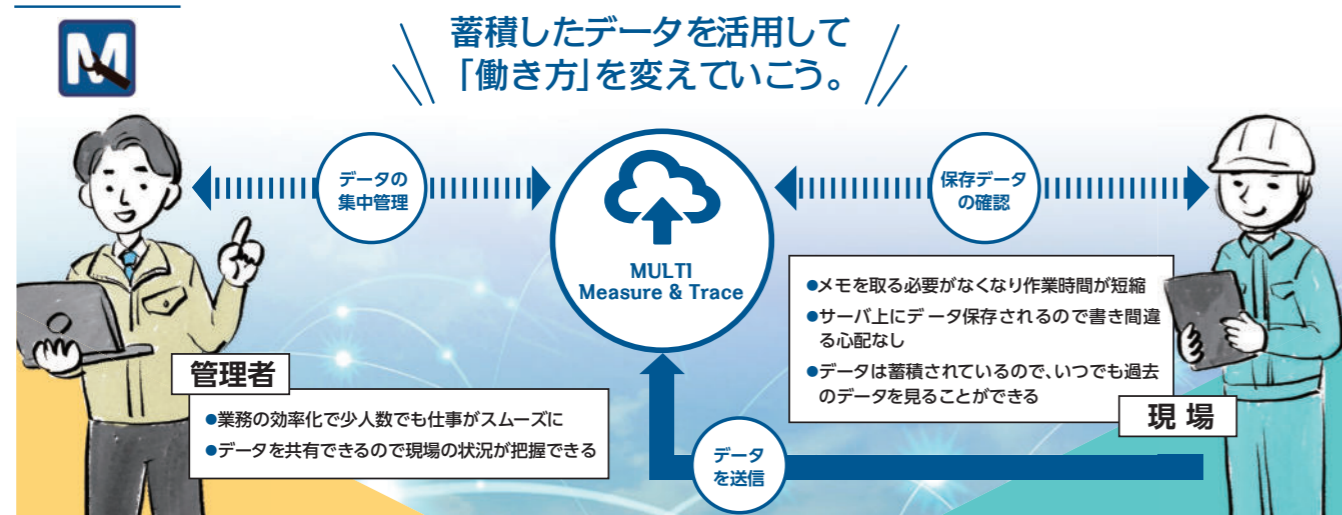 M
蓄積したデータを活用して
「働き方」を変えていこう。
データの
集中管理
MULTI
Measure & Trace
保存データ
の確認
●メモを取る必要がなくなり作業時間が短縮
●サーバ上にデータ保存されるので書き間違
る心配なし
●データは蓄積されているので、いつでも過去
のデータを見ることができる
現場
管理者
●業務の効率化で少人数でも仕事がスムーズに
●データを共有できるので現場の状況が把握できる
データ
を送信